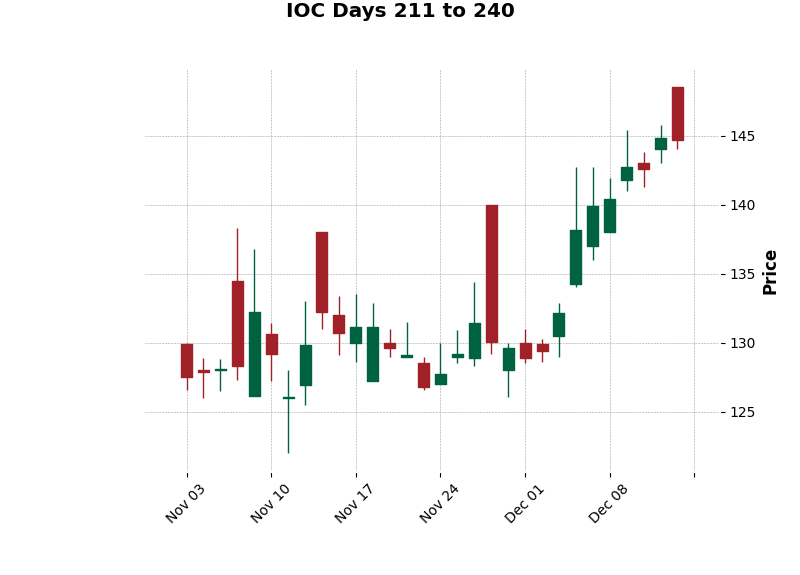 IOC Days 211 to 240
145
140
135
130
125
Price
Nov 03
Nov 10
Nov 17
Nov 24
Dec 01
Dec 08